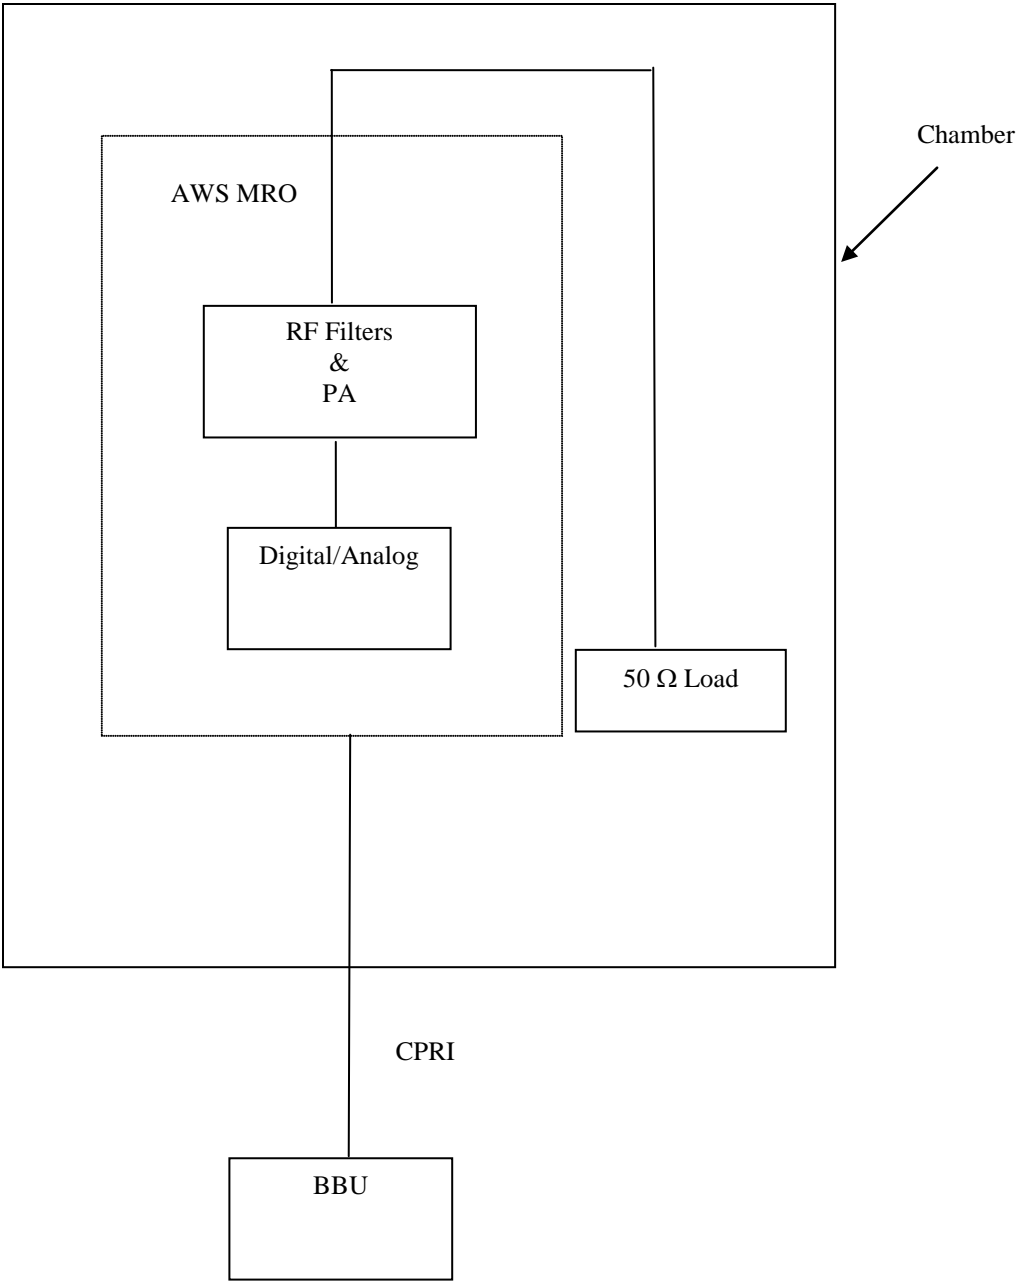 Chamber
AWS MRO
RF Filters
&
PA
Digital/Analog
50 Ω Load
CPRI
BBU